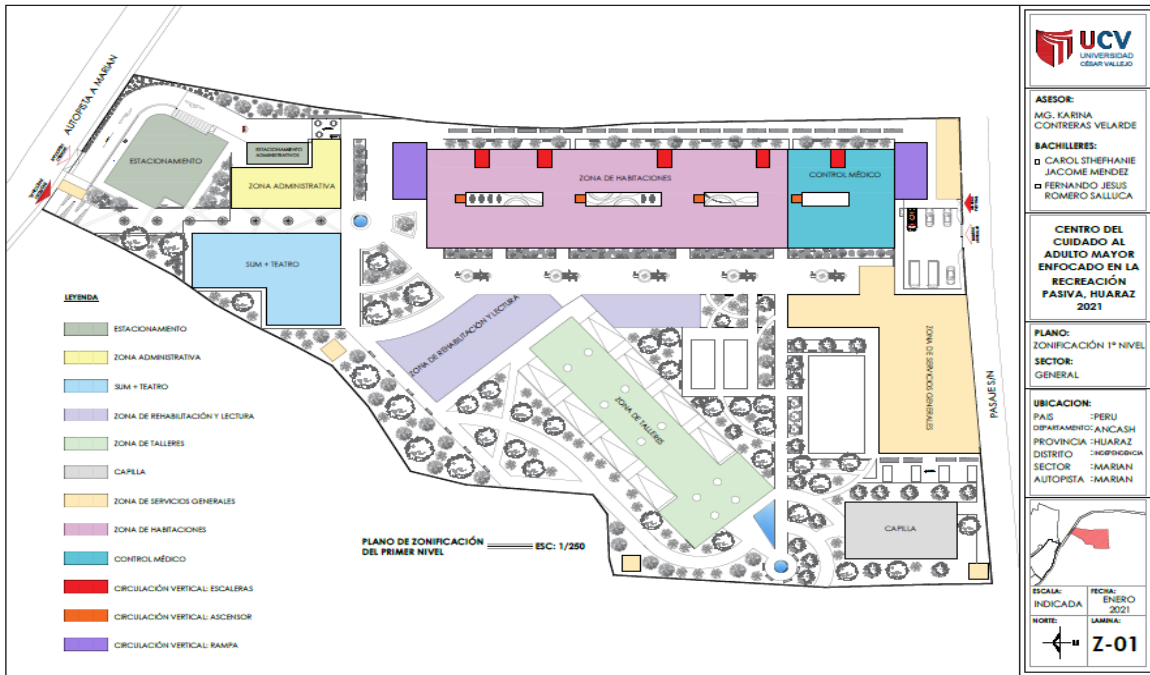 AUTOPISTA A MARIAN
ESTACIONAMIENTO
ESTACIONAMIENTO
ADMINISTRATIVOS
ZONA ADMINISTRATIVA
SUM + TEATRO
ZONA DE HABITACIONES
CONTROL MÉDICO
ZONA DE REHABILITACIÓN Y LECTURA
ZONA DE TALLERES
ZONA DE SERVICIOS GENERALES
CAPILLA
PASAJE S/N
LEYENDA
ESTACIONAMIENTO
ZONA ADMINISTRATIVA
SUM + TEATRO
ZONA DE REHABILITACIÓN Y LECTURA
ZONA DE TALLERES
CAPILLA
ZONA DE SERVICIOS GENERALES
ZONA DE HABITACIONES
CONTROL MÉDICO
CIRCULACIÓN VERTICAL: ESCALERAS
CIRCULACIÓN VERTICAL: ASCENSOR
CIRCULACIÓN VERTICAL: RAMPA
PLANO DE ZONIFICACIÓN
DEL PRIMER NIVEL
ESC: 1/250
UCV
UNIVERSIDAD
CÉSAR VALLEJO
ASESOR:
MG. KARINA
CONTRERAS VELARDE
BACHILLERES:
CAROL STHEFHANIE
JACOME MENDEZ
FERNANDO JESUS
ROMERO SALLUCA
CENTRO DEL
CUIDADO AL
ADULTO MAYOR
ENFOCADO EN LA
RECREACIÓN
PASIVA, HUARAZ
2021
PLANO:
ZONIFICACIÓN 1º NIVEL
SECTOR:
GENERAL
UBICACION:
PAIS :PERU
DEPARTAMENTO: ANCASH
PROVINCIA :HUARAZ
DISTRITO :INDEPENDENCIA
SECTOR :MARIAN
AUTOPISTA :MARIAN
ESCALA:
INDICADA
FECHA:
ENERO
2021
NORTE:
LAMINA:
Z-01